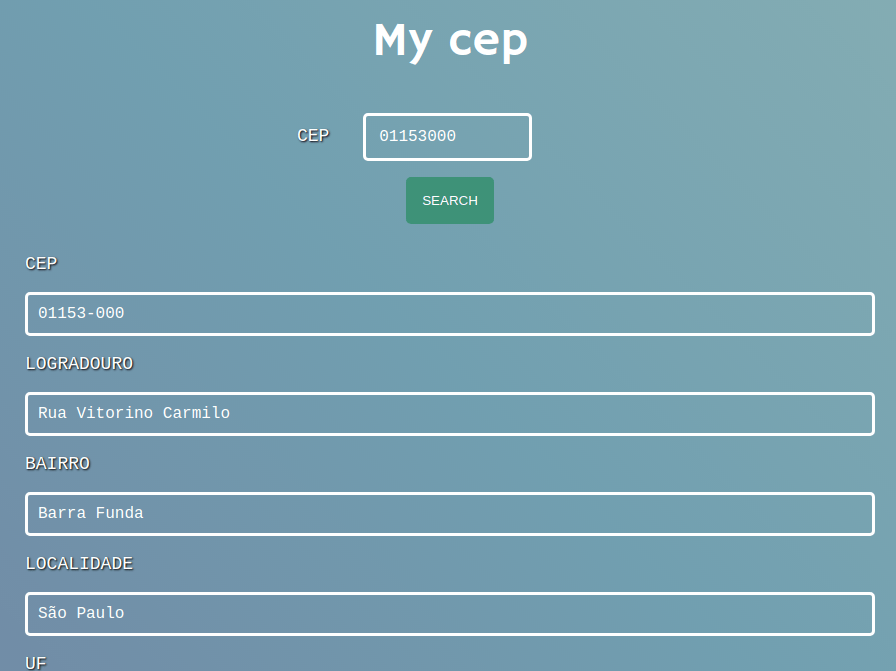 My cep
CEP 01153000
SEARCH
CEP
01153-000
LOGRADOURO
Rua Vitorino Carmilo
BAIRRO
Barra Funda
LOCALIDADE
São Paulo
UF